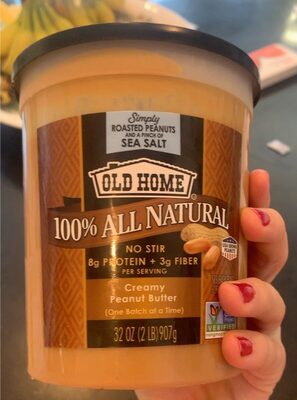 Simply
ROASTED PEANUTS
AND A PINCH OF
SEA SALT
OLD HOME
100% ALL NATURAL
NO STIR
8g PROTEIN + 3g FIBER
PER SERVING
Creamy
Peanut Butter
(One Batch at a Time)
32 OZ (2 LB) 907g
VERIFIED